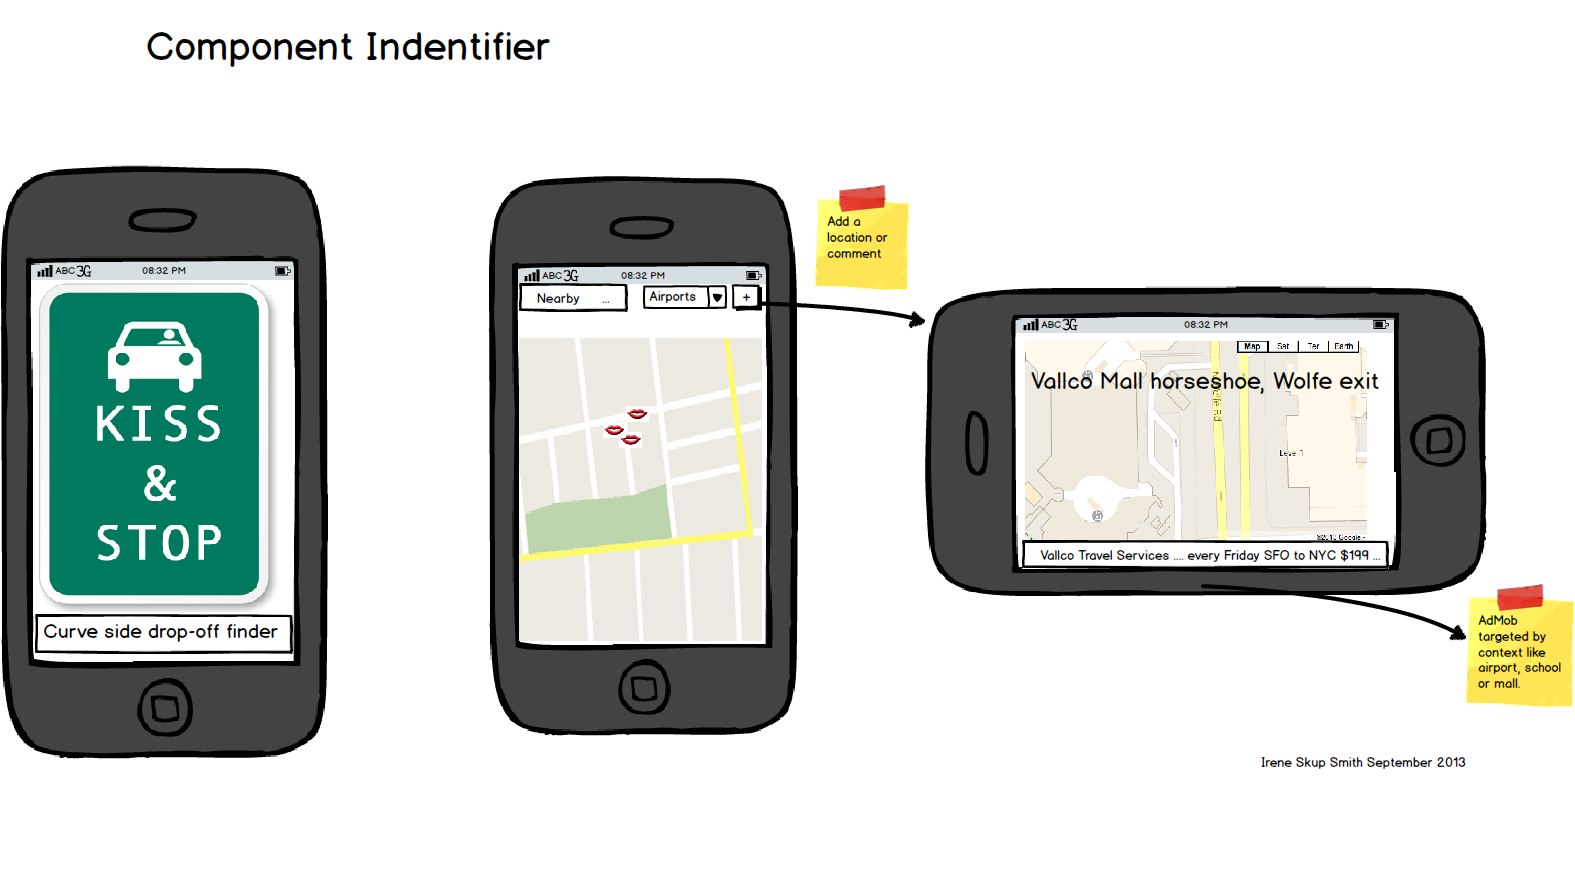 Component Indentifier
ABC 3G 08:32 PM
KISS
&
STOP
Curve side drop-off finder
ABC 3G 08:32 PM
Nearby ... Airports +
Add a
location or
comment
ABC 3G 08:32 PM
Map Sat Ter Earth
Vallco Mall horseshoe, Wolfe exit
Level 1
©2013 Google -
Vallco Travel Services .... every Friday SFO to NYC $199 ...
AdMob
targeted by
context like
airport, school
or mall.
Irene Skup Smith September 2013